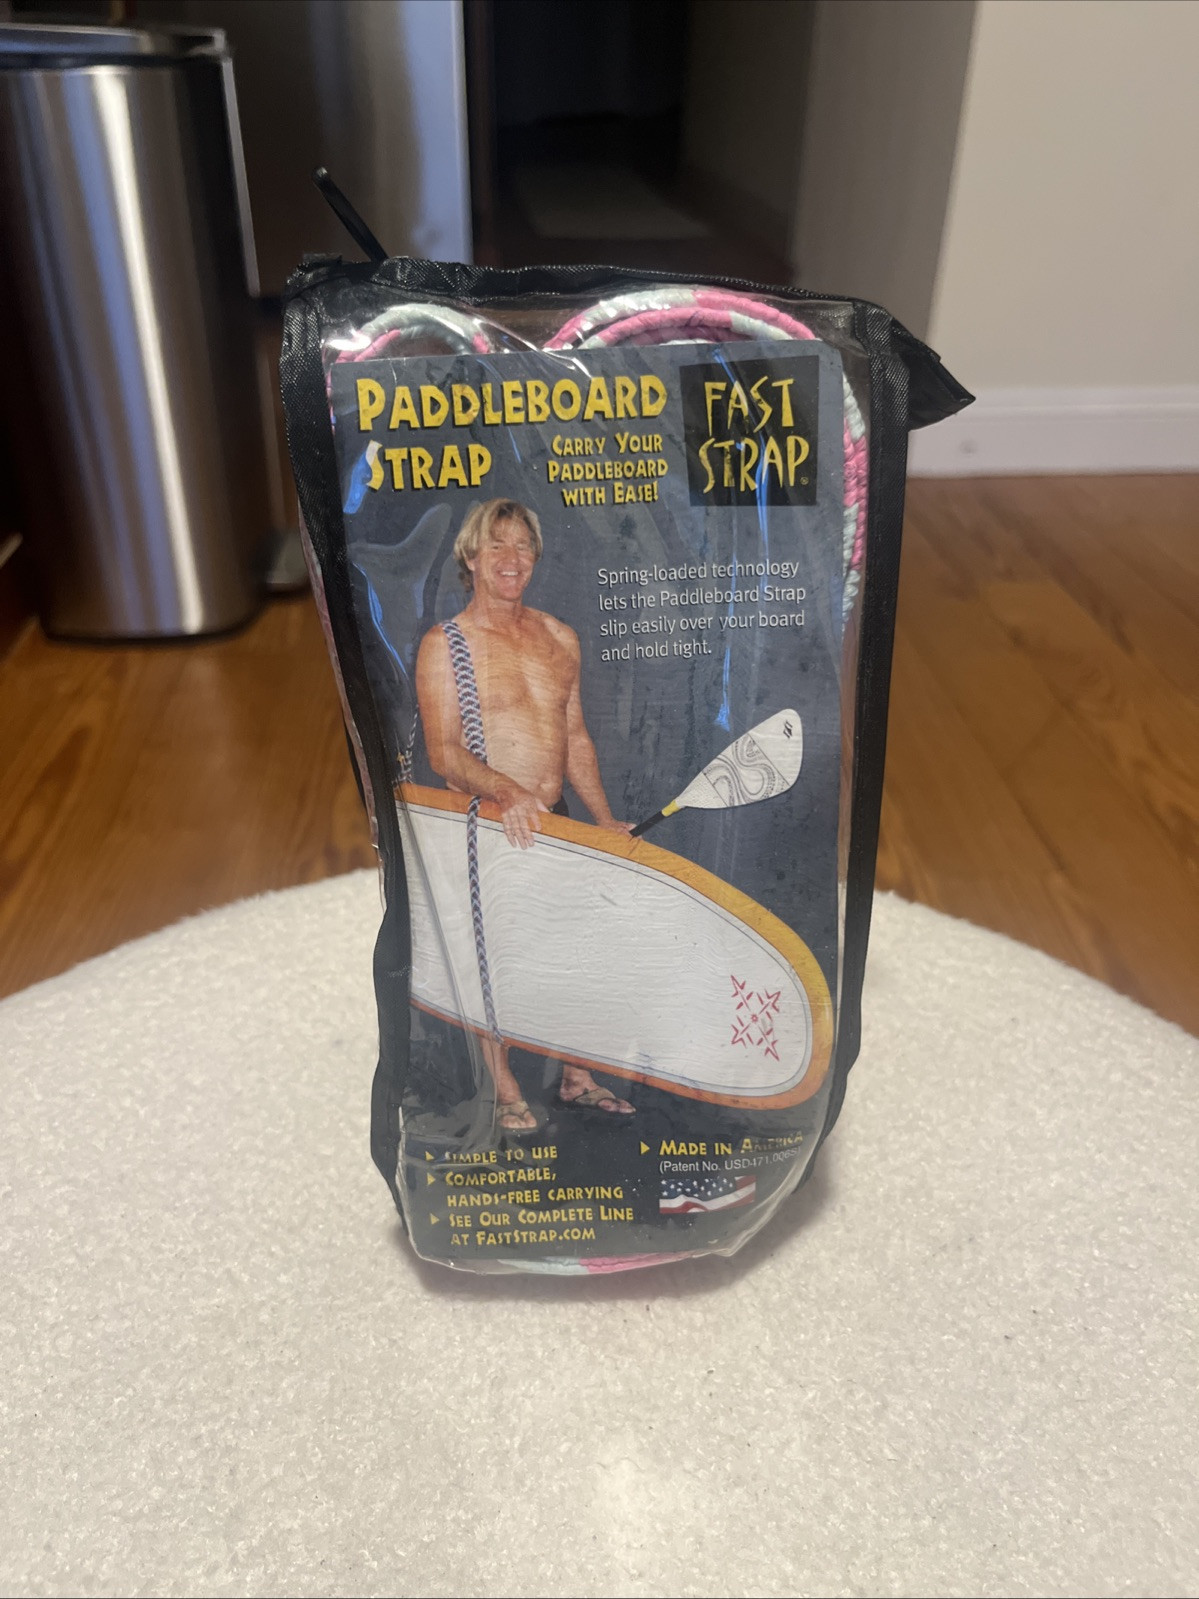 PADDLEBOARD
STRAP
CARRY YOUR
PADDLEBOARD
WITH EASE!
FAST
STRAP®
Spring-loaded technology
lets the Paddleboard Strap
slip easily over your board
and hold tight.
SIMPLE TO USE
COMFORTABLE,
HANDS-FREE CARRYING
SEE OUR COMPLETE LINE
AT FASTSTRAP.COM
MADE IN AMERICA
(Patent No.